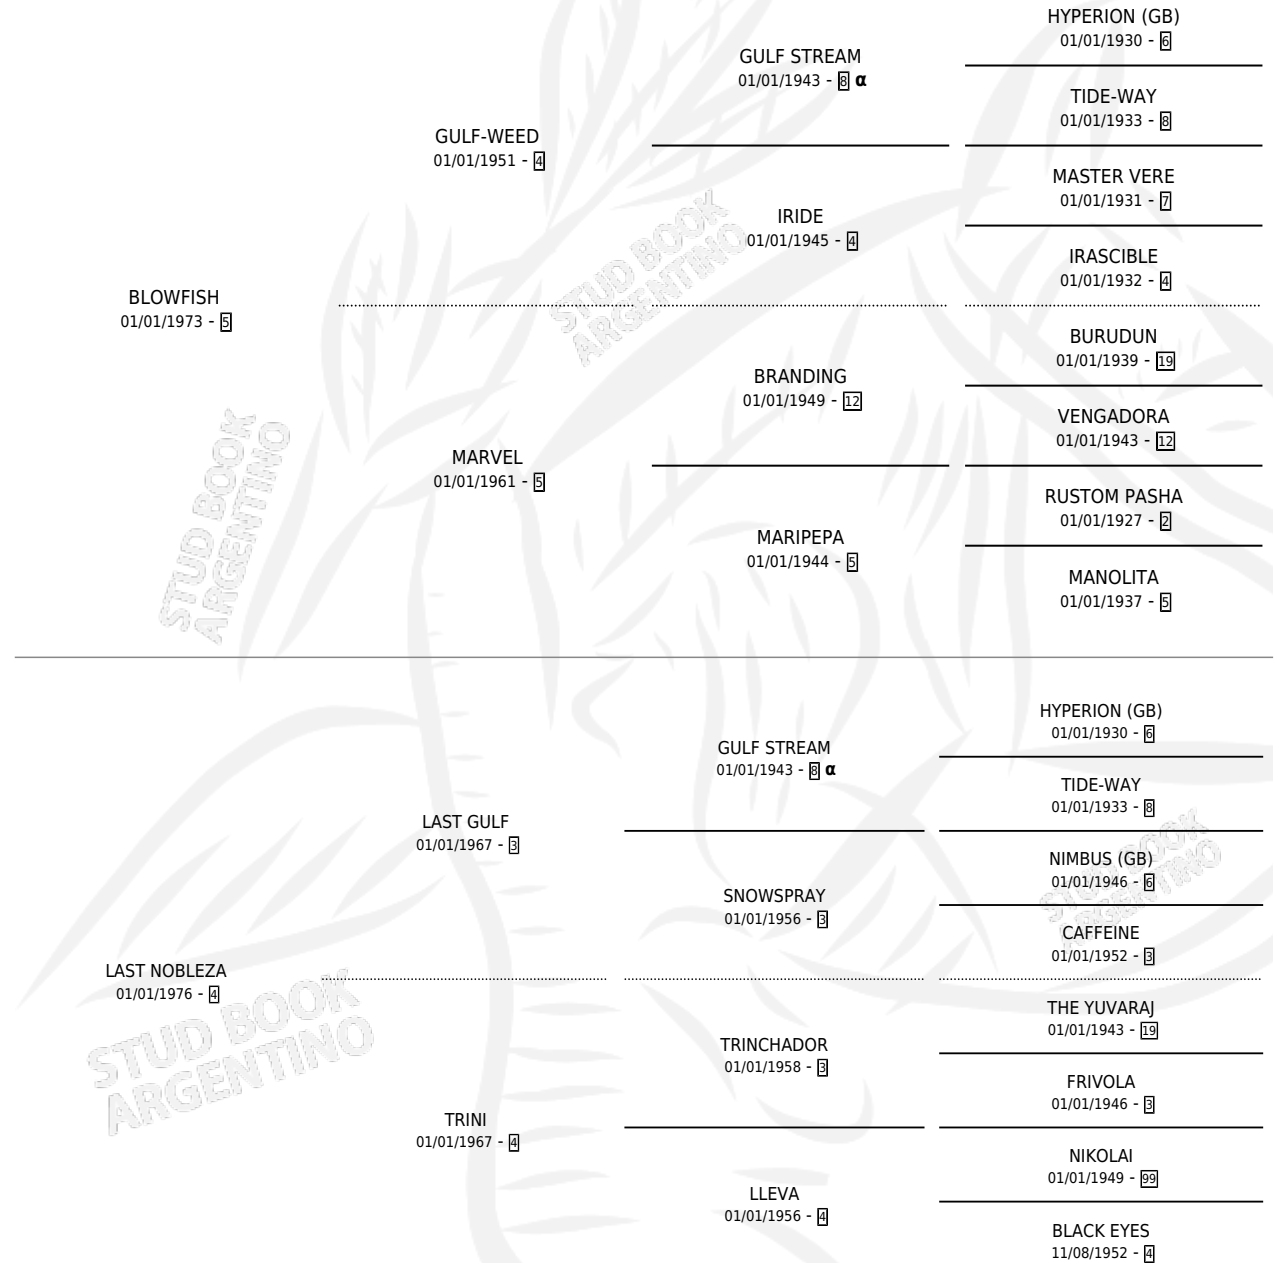 HYPERION (GB)
01/01/1930 - 6
GULF STREAM
01/01/1943 - 8 α
TIDE-WAY
01/01/1933 - 8
GULF-WEED
01/01/1951 - 4
MASTER VERE
01/01/1931 - 7
IRIDE
01/01/1945 - 4
IRASCIBLE
01/01/1932 - 4
BLOWFISH
01/01/1973 - 5
BURUDUN
01/01/1939 - 19
BRANDING
01/01/1949 - 12
VENGADORA
01/01/1943 - 12
MARVEL
01/01/1961 - 5
RUSTOM PASHA
01/01/1927 - 2
MARIPEPA
01/01/1944 - 5
MANOLITA
01/01/1937 - 5
STUD BOOK
ARGENTINO
STUD BOOK
ARGENTINO
HYPERION (GB)
01/01/1930 - 6
GULF STREAM
01/01/1943 - 8 α
TIDE-WAY
01/01/1933 - 8
LAST GULF
01/01/1967 - 3
NIMBUS (GB)
01/01/1946 - 6
SNOWSPRAY
01/01/1956 - 3
CAFFEINE
01/01/1952 - 3
LAST NOBLEZA
01/01/1976 - 4
THE YUVARAJ
01/01/1943 - 19
TRINCHADOR
01/01/1958 - 3
FRIVOLA
01/01/1946 - 3
TRINI
01/01/1967 - 4
NIKOLAI
01/01/1949 - 99
LLEVA
01/01/1956 - 4
BLACK EYES
11/08/1952 - 4
STUD BOOK
ARGENTINO
STUD BOOK
ARGENTINO